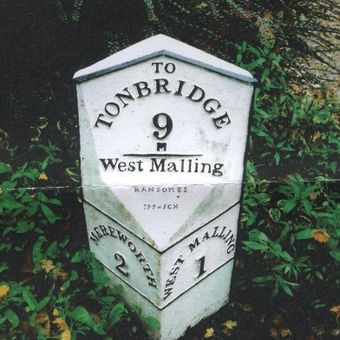 TO
TONBRIDGE
9
M
West Malling
RANSOMES
IPSWICH
MEREWORTH
2
WEST MALLING
1